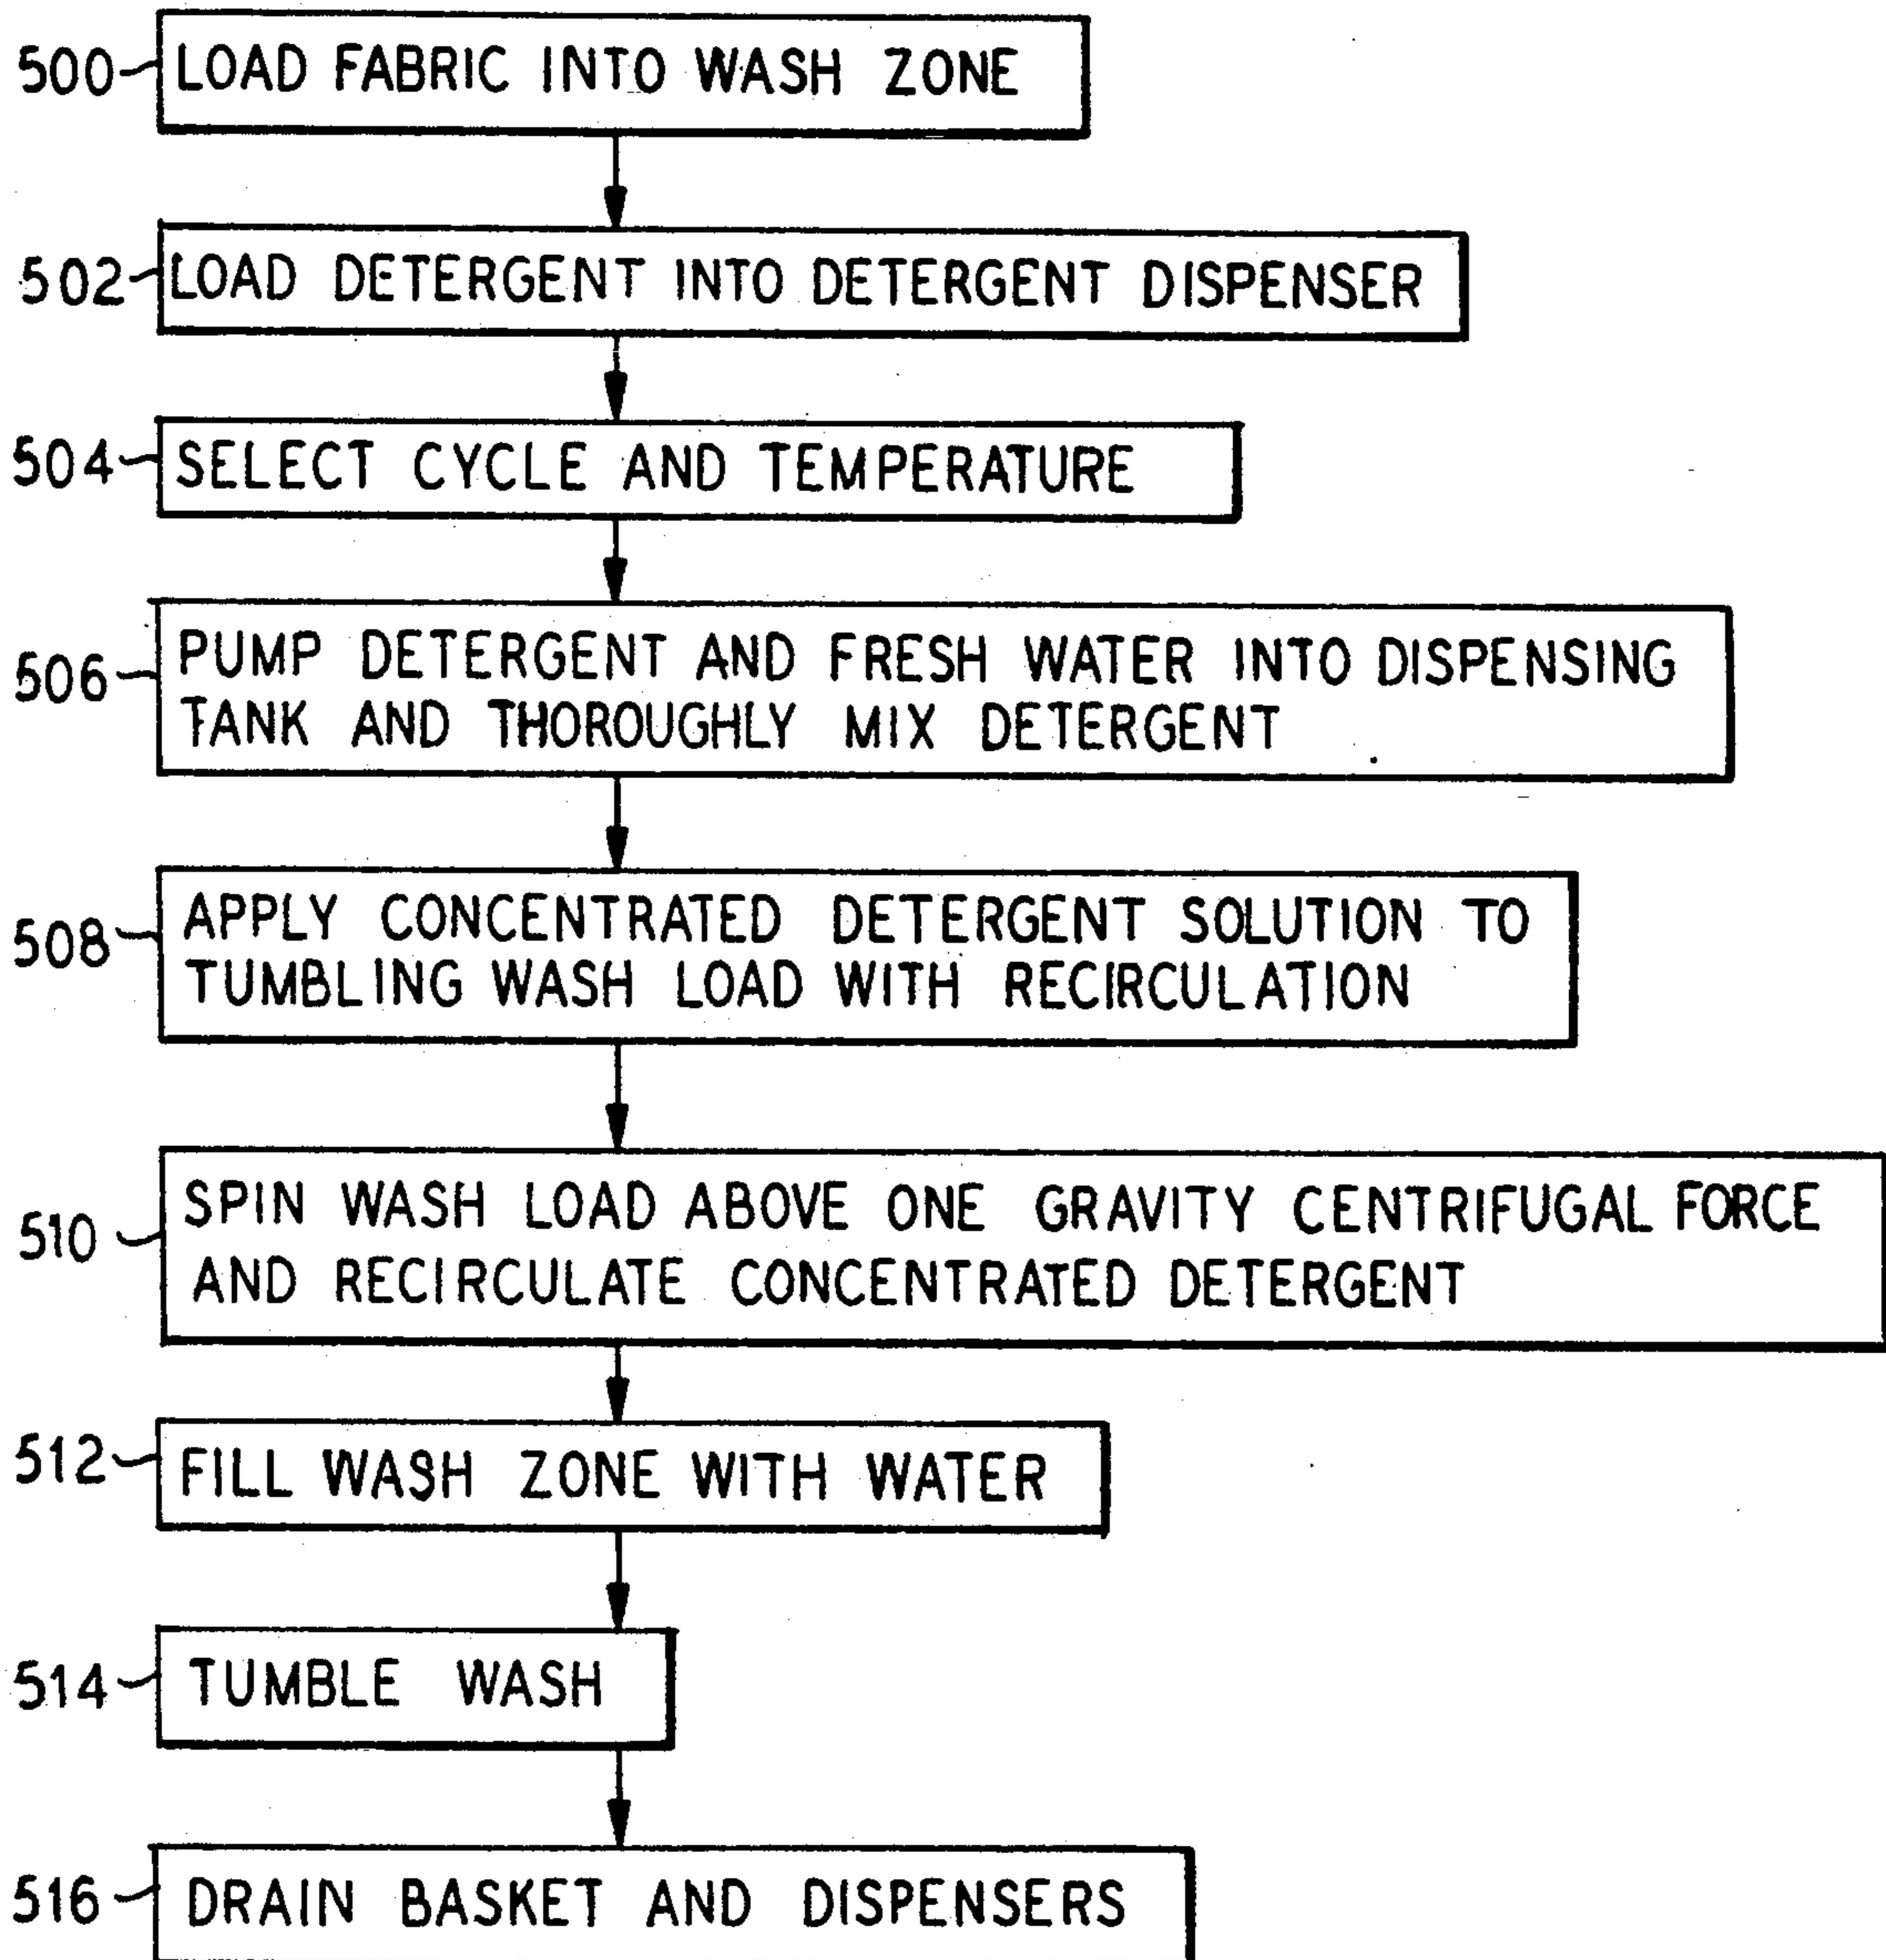 500 LOAD FABRIC INTO WASH ZONE
502 LOAD DETERGENT INTO DETERGENT DISPENSER
504 SELECT CYCLE AND TEMPERATURE
506 PUMP DETERGENT AND FRESH WATER INTO DISPENSING
TANK AND THOROUGHLY MIX DETERGENT
508 APPLY CONCENTRATED DETERGENT SOLUTION TO
TUMBLING WASH LOAD WITH RECIRCULATION
510 SPIN WASH LOAD ABOVE ONE GRAVITY CENTRIFUGAL FORCE
AND RECIRCULATE CONCENTRATED DETERGENT
512 FILL WASH ZONE WITH WATER
514 TUMBLE WASH
516 DRAIN BASKET AND DISPENSERS